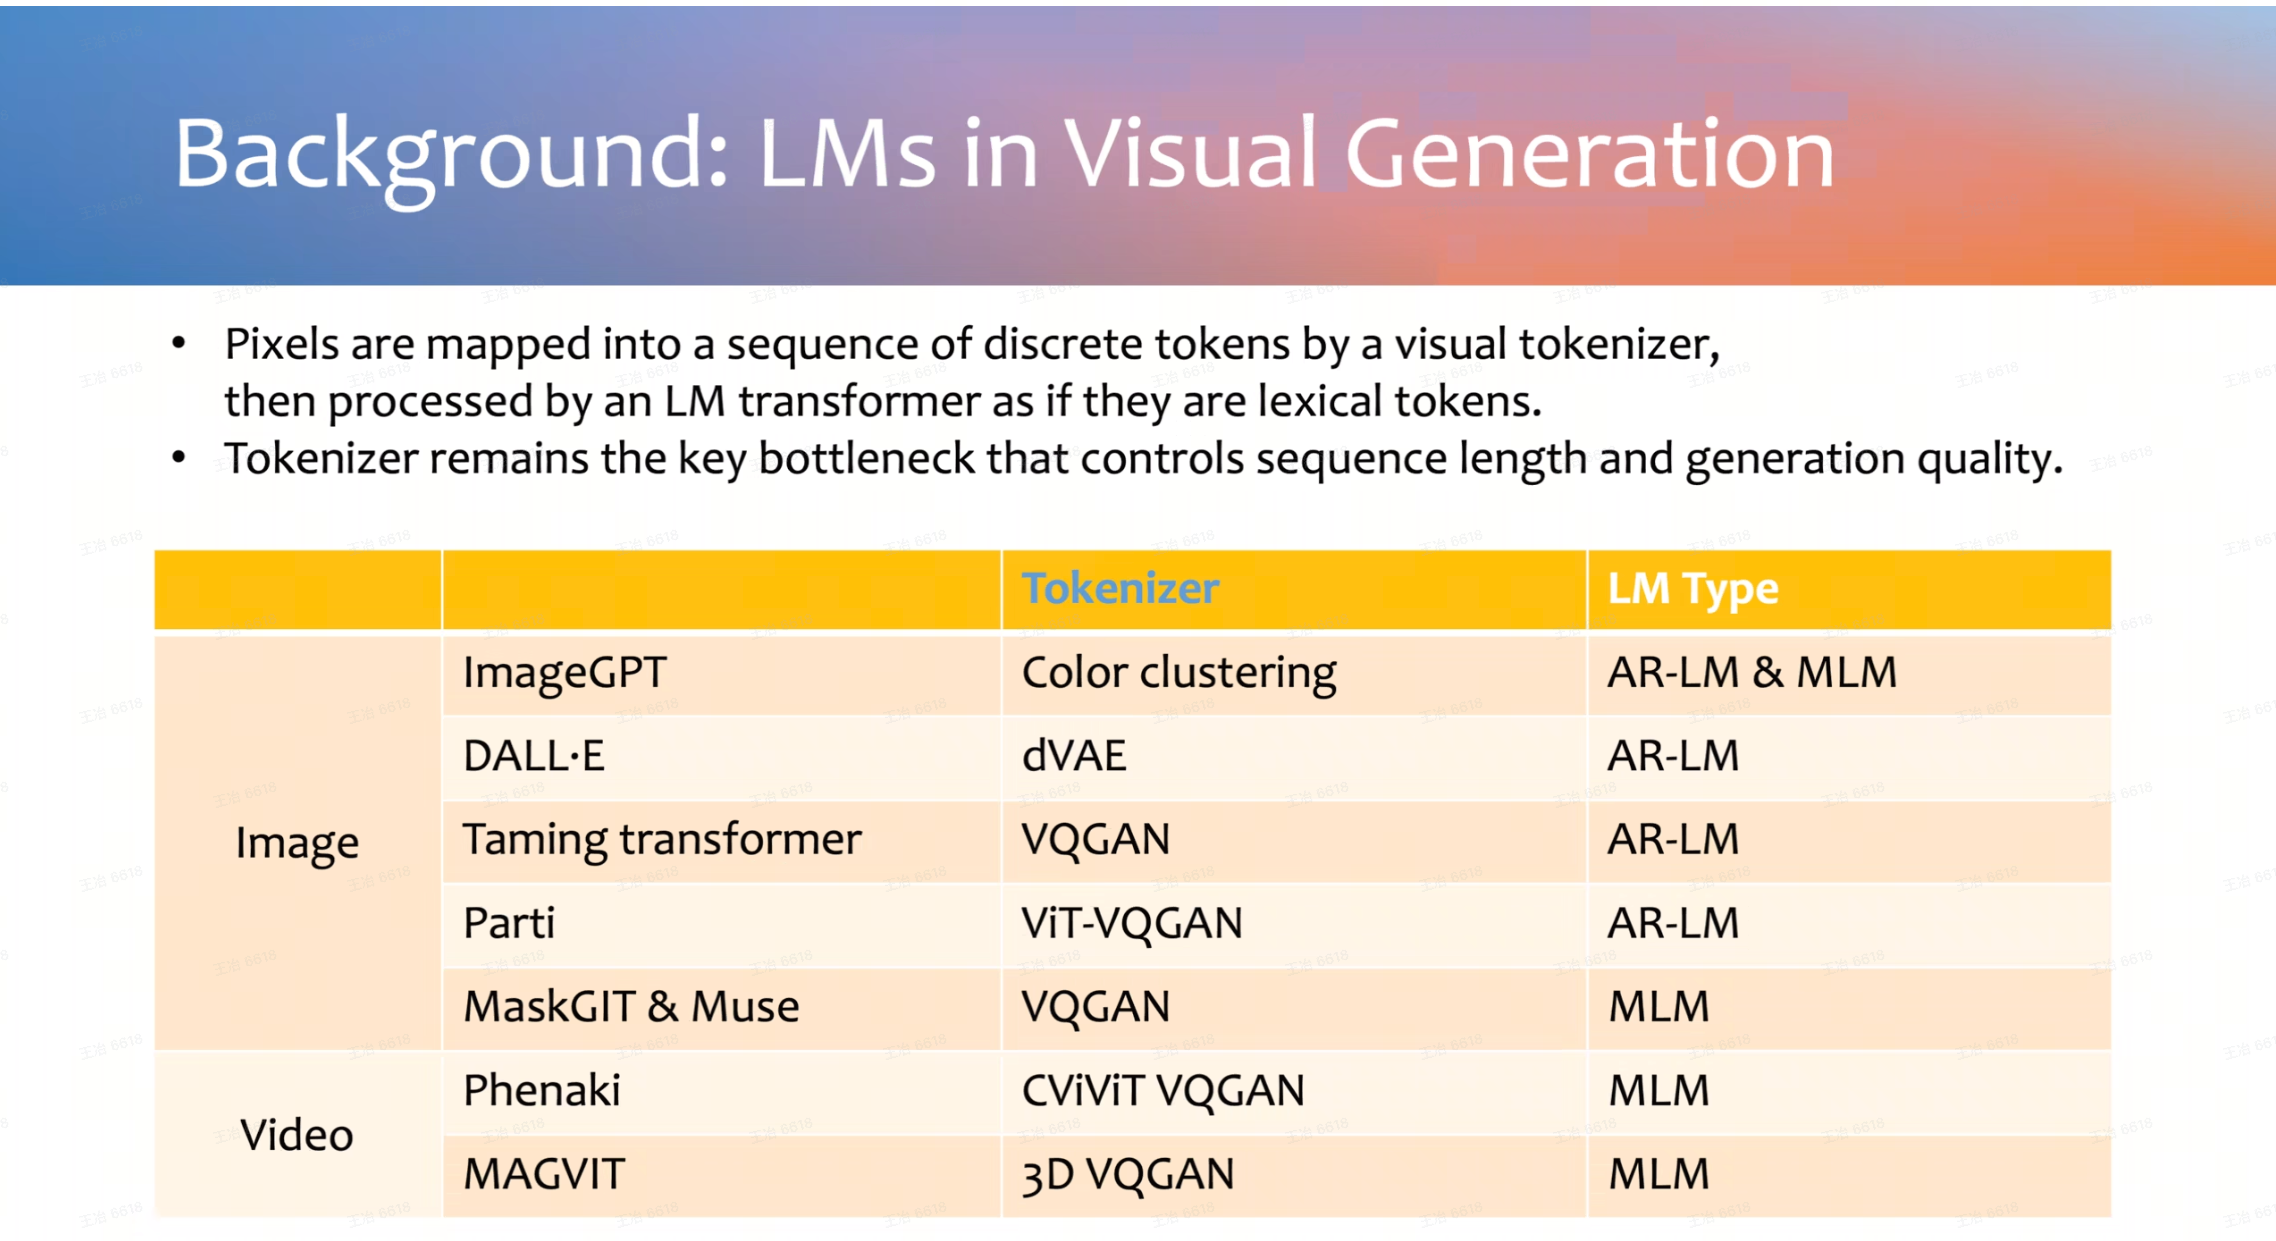 Background: LMs in Visual Generation
• Pixels are mapped into a sequence of discrete tokens by a visual tokenizer,
then processed by an LM transformer as if they are lexical tokens.
• Tokenizer remains the key bottleneck that controls sequence length and generation quality.
Tokenizer LM Type
Image
ImageGPT Color clustering AR-LM & MLM
DALL·E dVAE AR-LM
Taming transformer VQGAN AR-LM
Parti ViT-VQGAN AR-LM
MaskGIT & Muse VQGAN MLM
Video
Phenaki CViViT VQGAN MLM
MAGVIT 3D VQGAN MLM